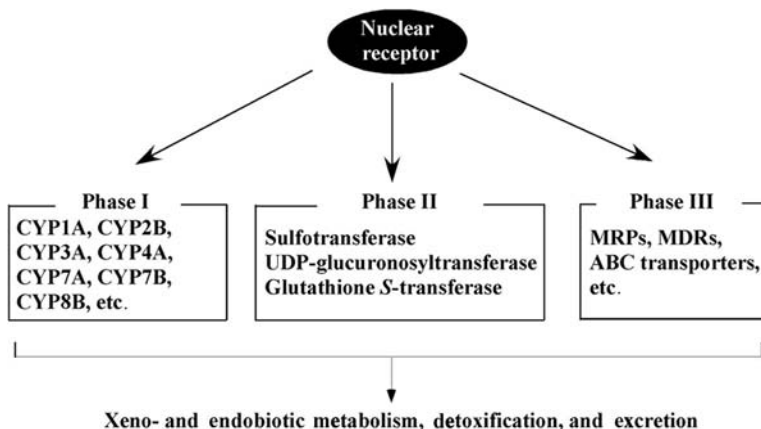 Nuclear
receptor
Phase I
CYP1A, CYP2B,
CYP3A, CYP4A,
CYP7A, CYP7B,
CYP8B, etc.
Phase II
Sulfotransferase
UDP-glucuronosyltransferase
Glutathione S-transferase
Phase III
MRPs, MDRs,
ABC transporters,
etc.
Xeno- and endobiotic metabolism, detoxification, and excretion